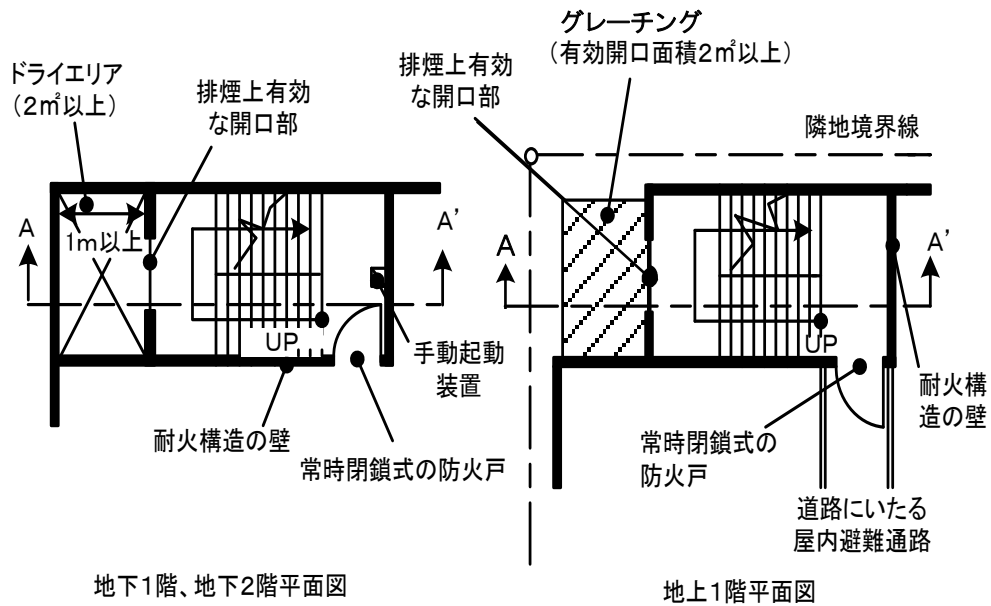 ドライエリア
(2㎡以上)
排煙上有効
な開口部
A
A'
1m以上
UP
手動起動
装置
耐火構造の壁
常時閉鎖式の防火戸
地下1階、地下2階平面図
グレーチング
(有効開口面積2㎡以上)
排煙上有効
な開口部
隣地境界線
A
A'
UP
耐火構
造の壁
常時閉鎖式の
防火戸
道路にいたる
屋内避難通路
地上1階平面図